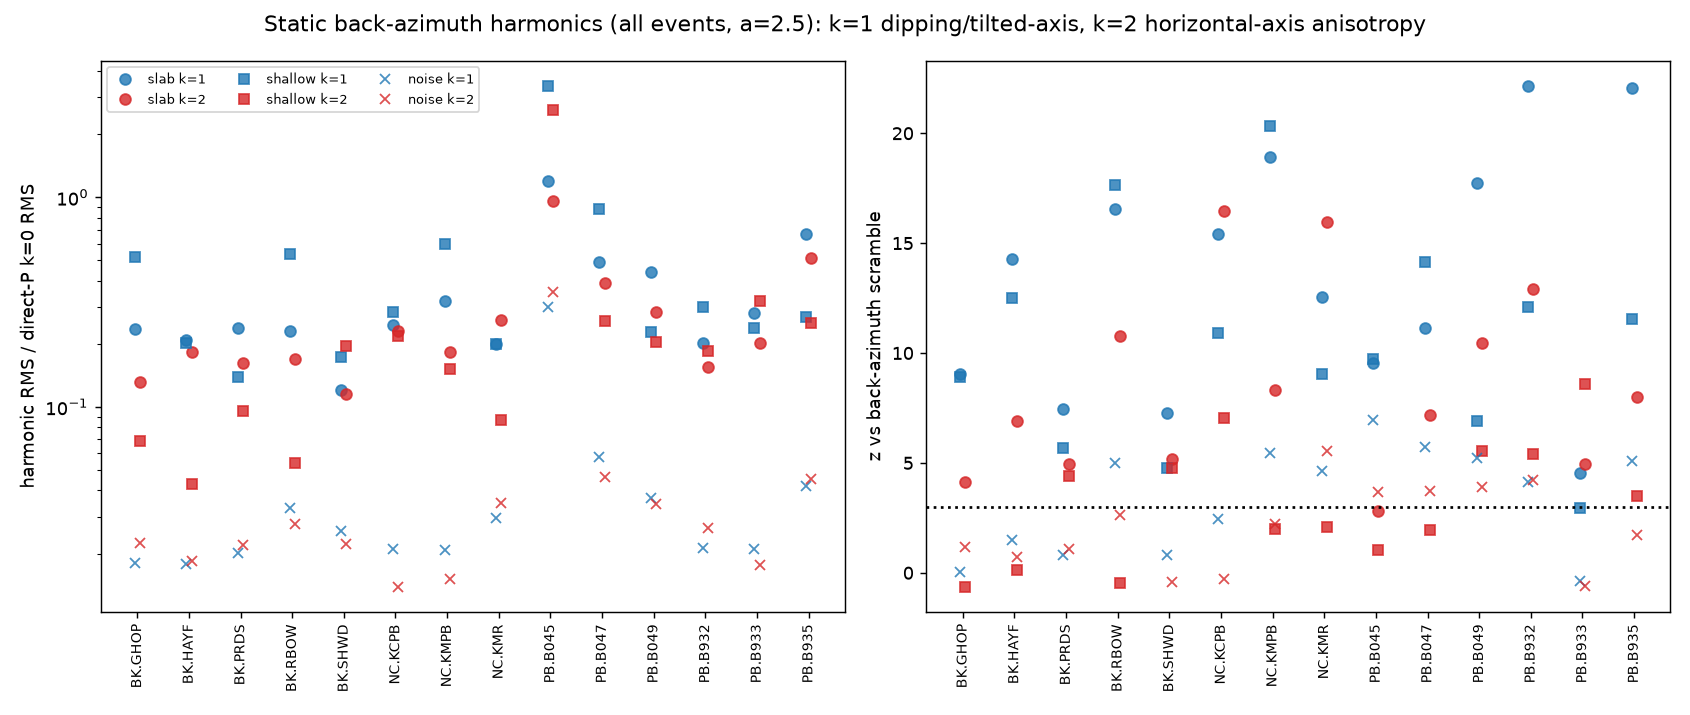 Static back-azimuth harmonics (all events, a=2.5): k=1 dipping/tilted-axis, k=2 horizontal-axis anisotropy
harmonic RMS / direct-P k=0 RMS
10⁰
10⁻¹
slab k=1 shallow k=1 noise k=1
slab k=2 shallow k=2 noise k=2
BK.GHOP
BK.HAYF
BK.PRDS
BK.RBOW
BK.SHWD
NC.KCPB
NC.KMPB
NC.KMR
PB.B045
PB.B047
PB.B049
PB.B932
PB.B933
PB.B935
z vs back-azimuth scramble
20
15
10
5
0
BK.GHOP
BK.HAYF
BK.PRDS
BK.RBOW
BK.SHWD
NC.KCPB
NC.KMPB
NC.KMR
PB.B045
PB.B047
PB.B049
PB.B932
PB.B933
PB.B935